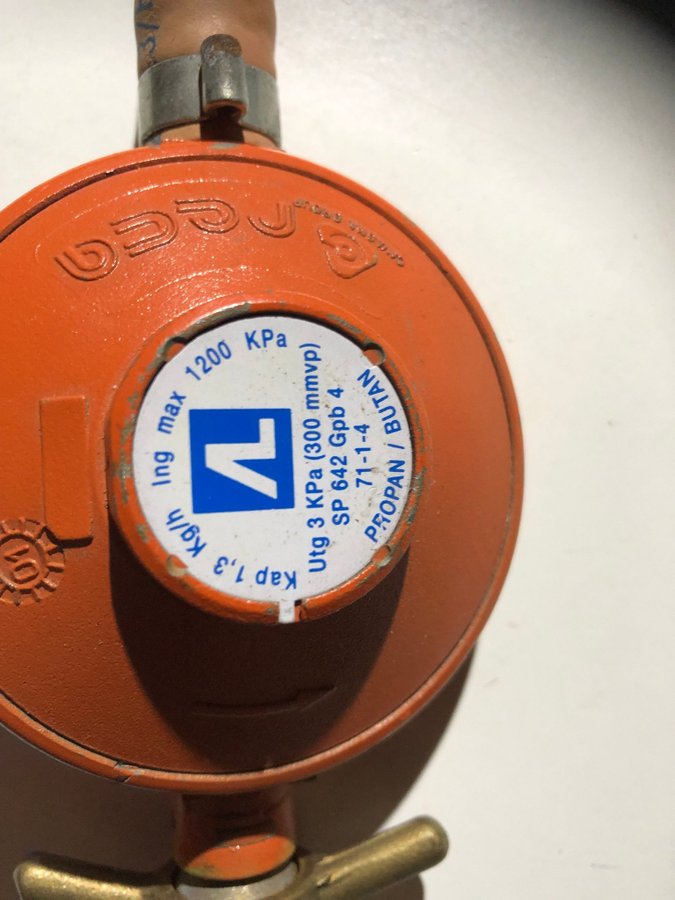 Kap 1,3 Kg/h Ing max 1200 KPa
Utg 3 KPa (300 mmvp)
SP 642 Gpb 4
71-1-4
PROPAN / BUTAN